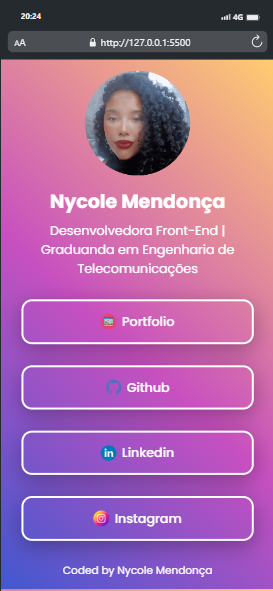 20:24
4G
AA
http://127.0.0.1:5500
Nycole Mendonça
Desenvolvedora Front-End |
Graduanda em Engenharia de
Telecomunicações
Portfolio
Github
in Linkedin
Instagram
Coded by Nycole Mendonça